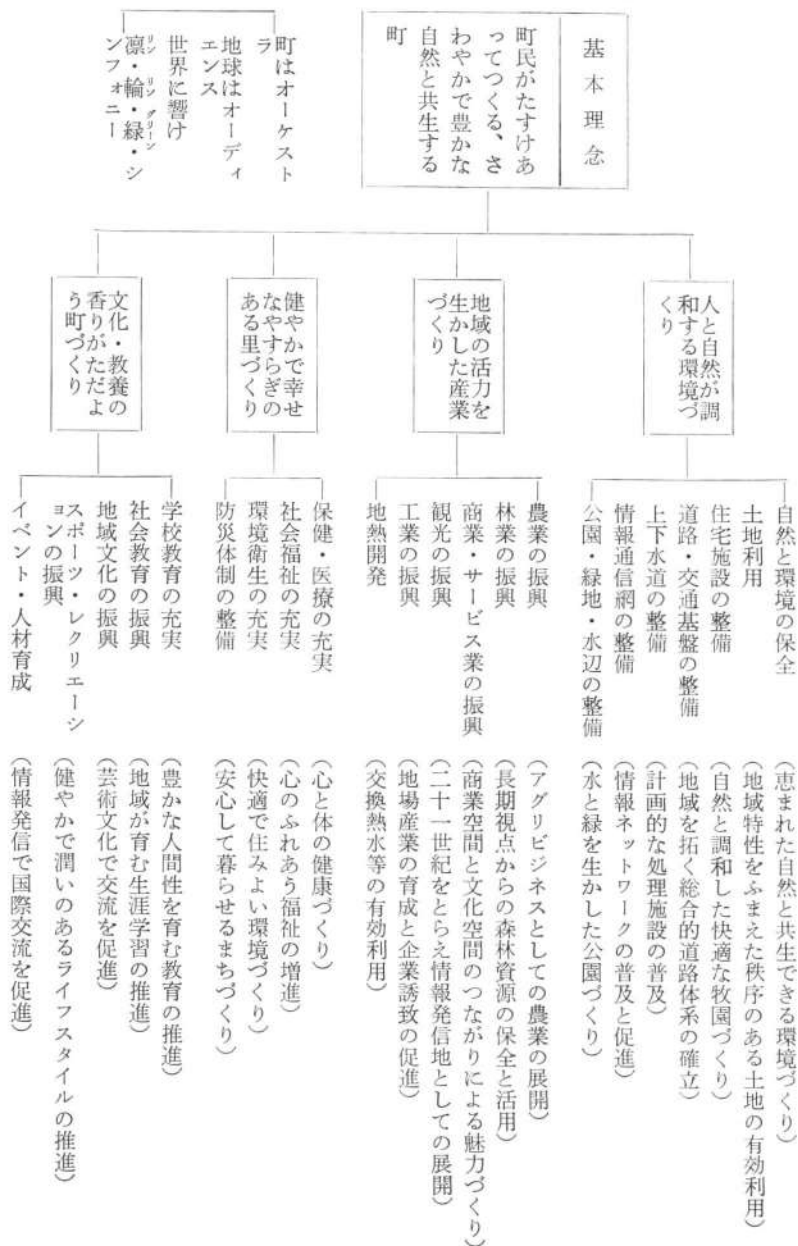 基本理念
町民がたすけあ
ってつくる、さ
わやかで豊かな
自然と共生する
町
町はオーケスト
ラ
地球はオーディ
エンス
世界に響け
凛・輪・緑・シ
リン リン グリーン
ンフォニー
人と自然が調
和する環境づ
くり
自然と環境の保全
(恵まれた自然と共生できる環境づくり)
土地利用
(地域特性をふまえた秩序のある土地の有効利用)
住宅施設の整備
(自然と調和した快適な牧園づくり)
道路・交通基盤の整備
(地域を拓く総合的道路体系の確立)
上下水道の整備
(計画的な処理施設の普及)
情報通信網の整備
(情報ネットワークの普及と促進)
公園・緑地・水辺の整備
(水と緑を生かした公園づくり)
地域の活力を
生かした産業
づくり
農業の振興
(アグリビジネスとしての農業の展開)
林業の振興
(長期視点からの森林資源の保全と活用)
商業・サービス業の振興
(商業空間と文化空間のつながりによる魅力づくり)
観光の振興
(二十一世紀をとらえ情報発信地としての展開)
工業の振興
(地場産業の育成と企業誘致の促進)
地熱開発
(交換熱水等の有効利用)
健やかで幸せ
なやすらぎの
ある里づくり
保健・医療の充実
(心と体の健康づくり)
社会福祉の充実
(心のふれあう福祉の増進)
環境衛生の充実
(快適で住みよい環境づくり)
防災体制の整備
(安心して暮らせるまちづくり)
文化・教養の
香りがただよ
う町づくり
学校教育の充実
(豊かな人間性を育む教育の推進)
社会教育の振興
(地域が育む生涯学習の推進)
地域文化の振興
(芸術文化で交流を促進)
スポーツ・レクリエーシ
ョンの振興
(健やかで潤いのあるライフスタイルの推進)
イベント・人材育成
(情報発信で国際交流を促進)